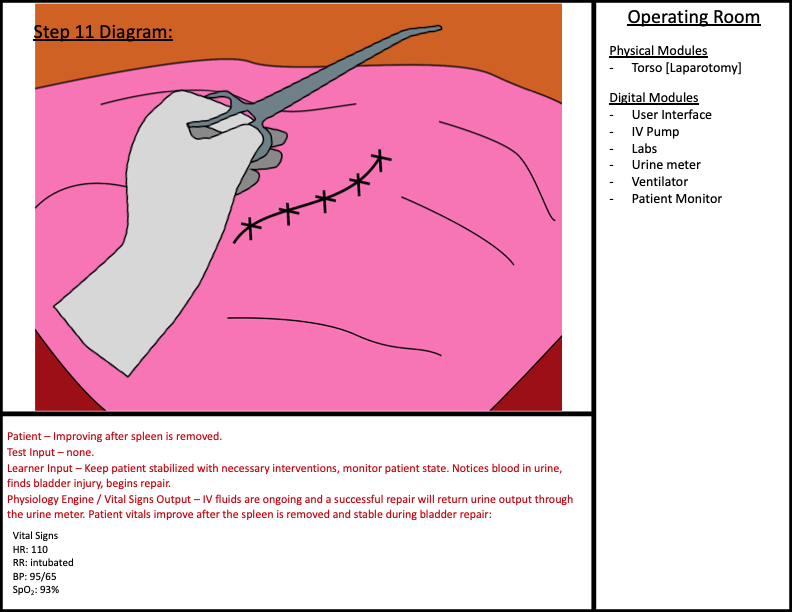 Step 11 Diagram:
Patient – Improving after spleen is removed.
Test Input – none.
Learner Input – Keep patient stabilized with necessary interventions, monitor patient state. Notices blood in urine,
finds bladder injury, begins repair.
Physiology Engine / Vital Signs Output – IV fluids are ongoing and a successful repair will return urine output through
the urine meter. Patient vitals improve after the spleen is removed and stable during bladder repair:
Vital Signs
HR: 110
RR: intubated
BP: 95/65
SpO₂: 93%
Operating Room
Physical Modules
- Torso [Laparotomy]
Digital Modules
- User Interface
- IV Pump
- Labs
- Urine meter
- Ventilator
- Patient Monitor